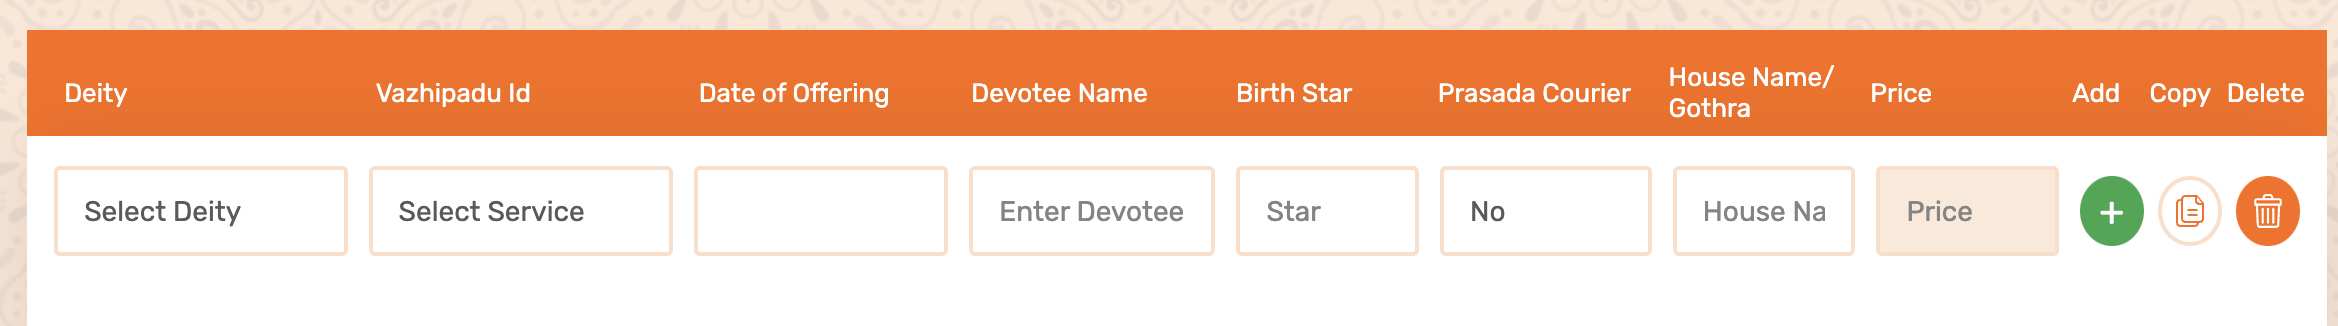 Deity Vazhipadu Id Date of Offering Devotee Name Birth Star Prasada Courier House Name/ Gothra Price Add Copy Delete
Select Deity Select Service Enter Devotee Star No House Na Price